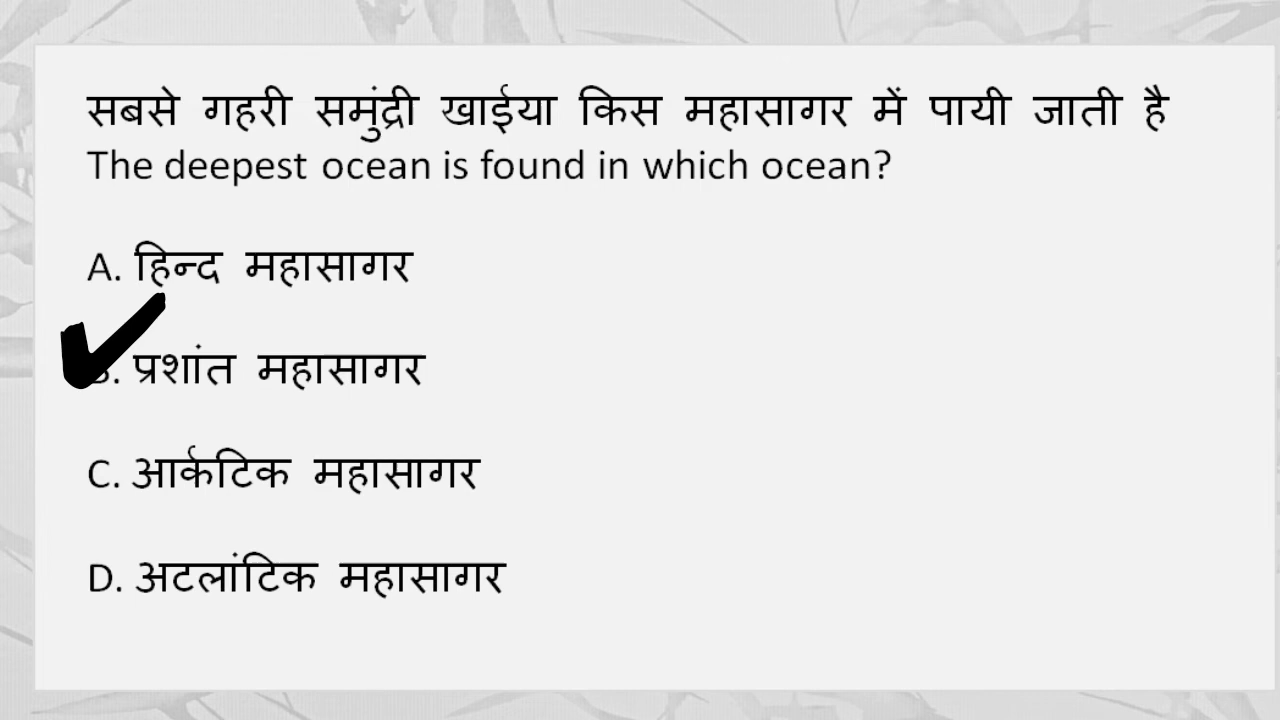 सबसे गहरी समुंद्री खाईया किस महासागर में पायी जाती है
The deepest ocean is found in which ocean?
A. हिन्द महासागर
B. प्रशांत महासागर
C. आर्कटिक महासागर
D. अटलांटिक महासागर